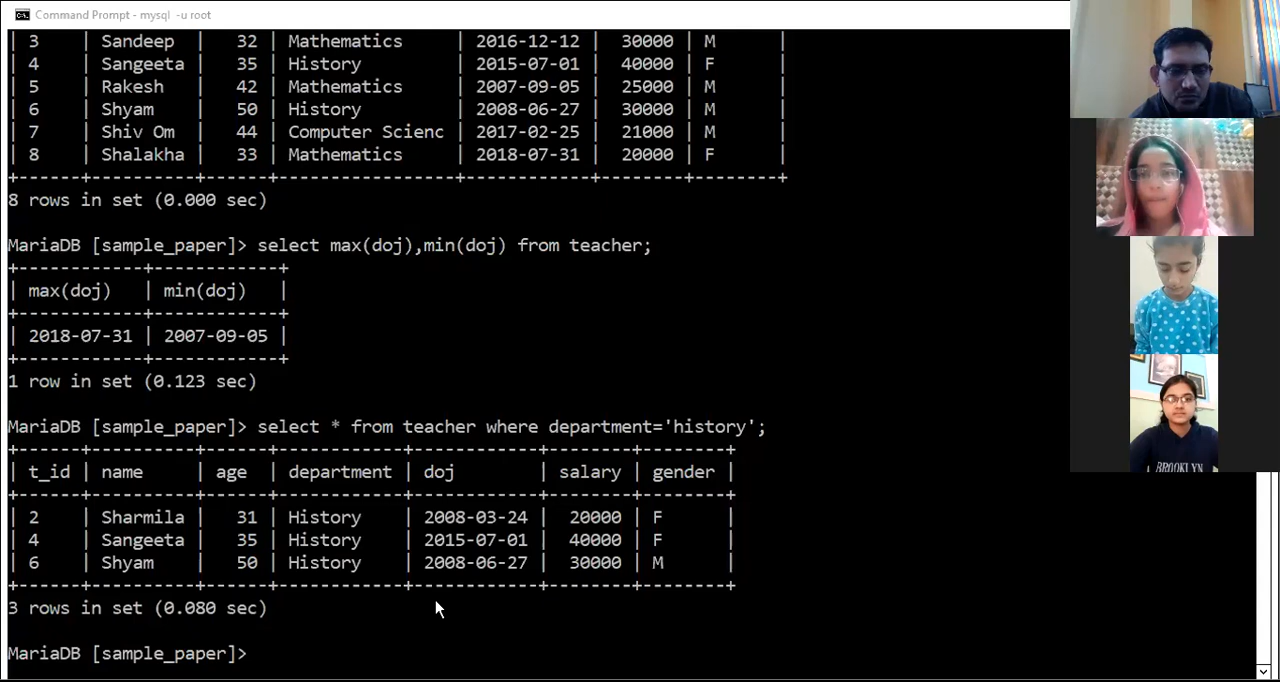 Command Prompt - mysql -u root
| 3 | Sandeep | 32 | Mathematics | 2016-12-12 | 30000 | M |
| 4 | Sangeeta | 35 | History | 2015-07-01 | 40000 | F |
| 5 | Rakesh | 42 | Mathematics | 2007-09-05 | 25000 | M |
| 6 | Shyam | 50 | History | 2008-06-27 | 30000 | M |
| 7 | Shiv Om | 44 | Computer Scienc | 2017-02-25 | 21000 | M |
| 8 | Shalakha | 33 | Mathematics | 2018-07-31 | 20000 | F |
+------+----------+------+-----------------+------------+--------+--------+
8 rows in set (0.000 sec)
MariaDB [sample_paper]> select max(doj),min(doj) from teacher;
+------------+------------+
| max(doj) | min(doj) |
+------------+------------+
| 2018-07-31 | 2007-09-05 |
+------------+------------+
1 row in set (0.123 sec)
MariaDB [sample_paper]> select * from teacher where department='history';
+------+----------+------+------------+------------+--------+--------+
| t_id | name | age | department | doj | salary | gender |
+------+----------+------+------------+------------+--------+--------+
| 2 | Sharmila | 31 | History | 2008-03-24 | 20000 | F |
| 4 | Sangeeta | 35 | History | 2015-07-01 | 40000 | F |
| 6 | Shyam | 50 | History | 2008-06-27 | 30000 | M |
+------+----------+------+------------+------------+--------+--------+
3 rows in set (0.080 sec)
MariaDB [sample_paper]>
BROOKLYN